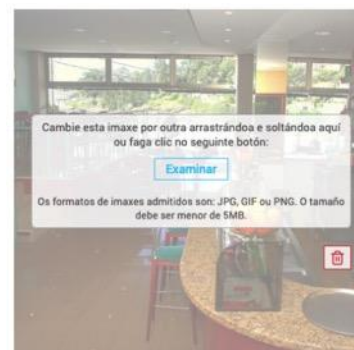 Cambie esta imaxe por outra arrastrándoa e soltándoa aquí
ou faga clic no seguinte botón:
Examinar
Os formatos de imaxes admitidos son: JPG, GIF ou PNG. O tamaño
debe ser menor de 5MB.